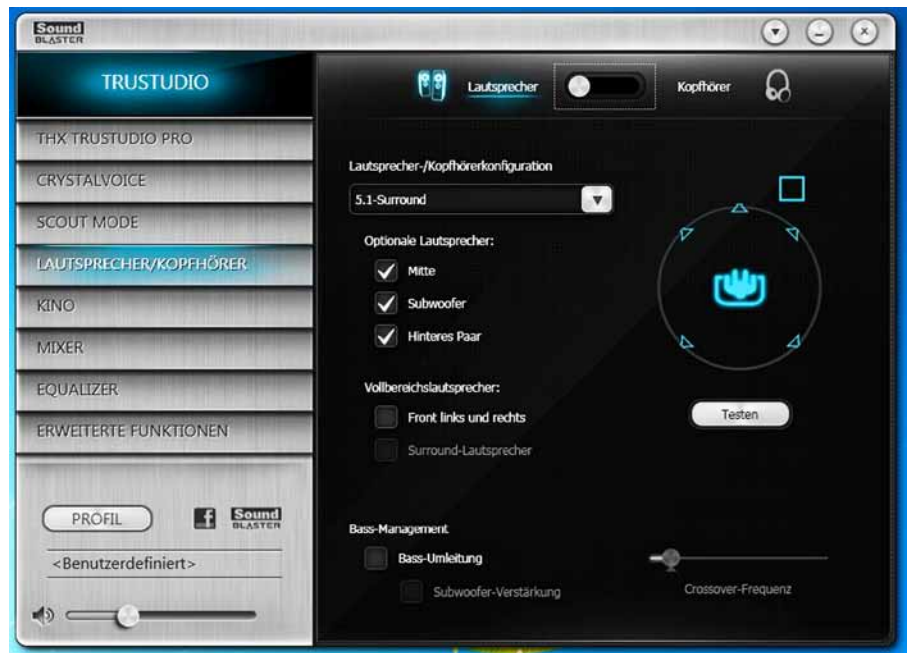 Sound
BLASTER
TRUSTUDIO
Lautsprecher
Kopfhörer
THX TRUSTUDIO PRO
CRYSTALVOICE
SCOUT MODE
LAUTSPRECHER/KOPFHÖRER
KINO
MIXER
EQUALIZER
ERWEITERTE FUNKTIONEN
PROFIL
f
Sound
BLASTER
<Benutzerdefiniert>
Lautsprecher-/Kopfhörerkonfiguration
5.1-Surround
Optionale Lautsprecher:
Mitte
Subwoofer
Hinteres Paar
Vollbereichslautsprecher:
Front links und rechts
Surround-Lautsprecher
Testen
Bass-Management
Bass-Umleitung
Subwoofer-Verstärkung
Crossover-Frequenz